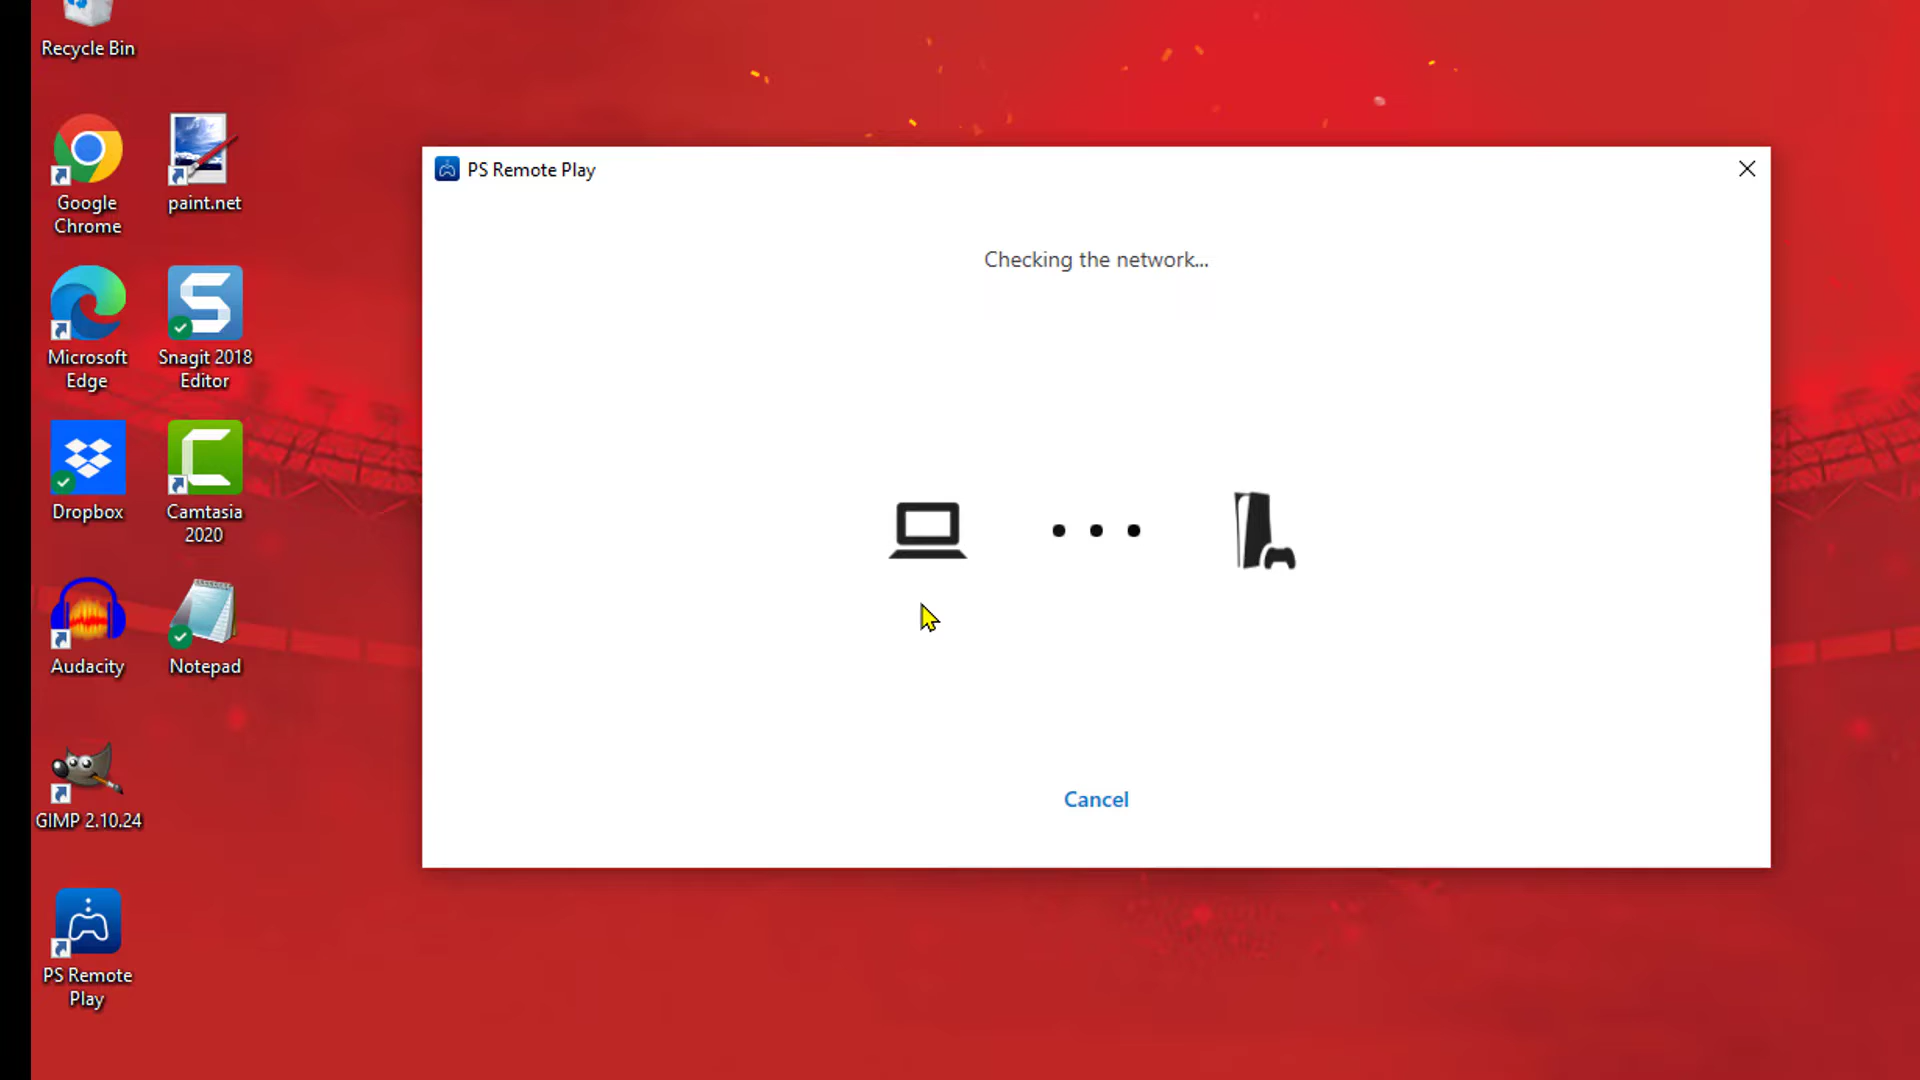 Recycle Bin
Google
Chrome
paint.net
Microsoft
Edge
Snagit 2018
Editor
Dropbox
Camtasia
2020
Audacity
Notepad
GIMP 2.10.24
PS Remote
Play
PS Remote Play
Checking the network...
Cancel